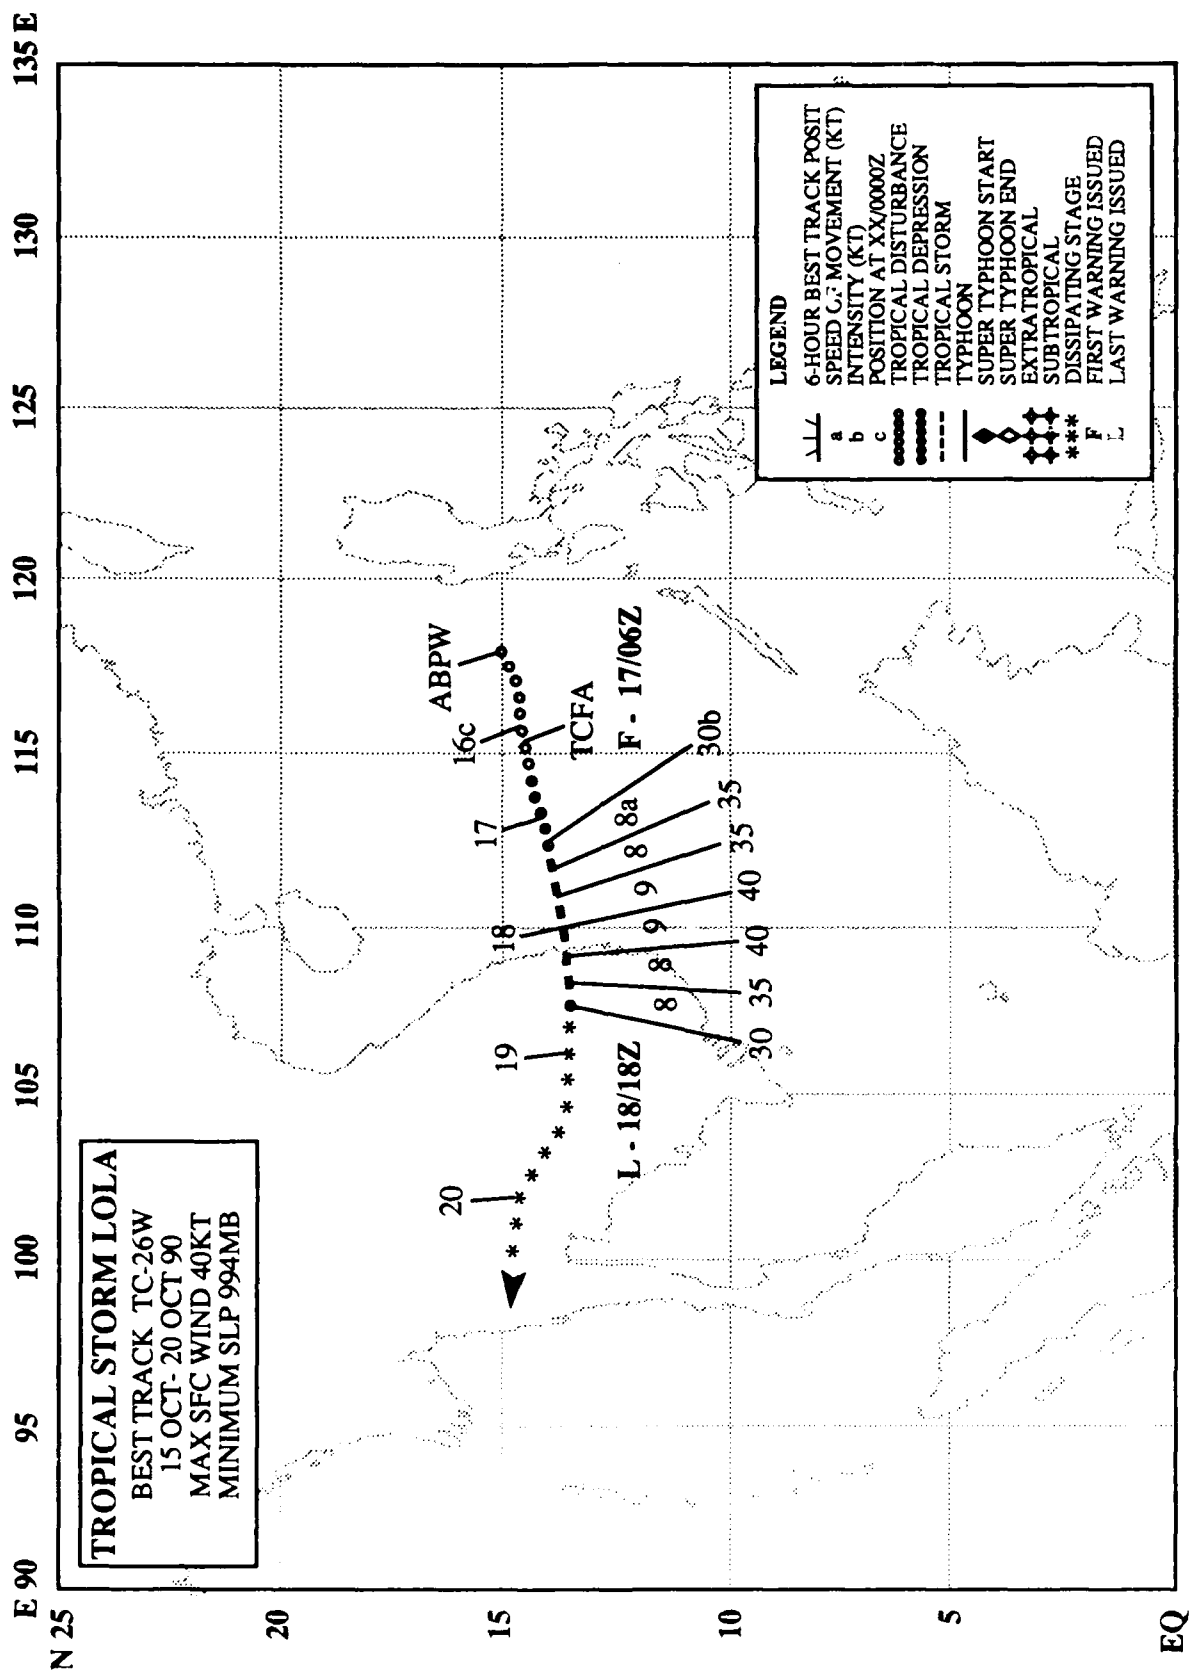 TROPICAL STORM LOLA
BEST TRACK TC-26W
15 OCT- 20 OCT 90
MAX SFC WIND 40KT
MINIMUM SLP 994MB
E 90
95
100
105
110
115
120
125
130
135 E
N 25
20
15
10
5
EQ
ABPW
16c
TCFA
17
18
19
20
F - 17/06Z
L - 18/18Z
30b
35
35
40
40
35
30
8a
8
9
9
8
8
LEGEND
6-HOUR BEST TRACK POSIT
a SPEED OF MOVEMENT (KT)
b INTENSITY (KT)
c POSITION AT XX/0000Z
TROPICAL DISTURBANCE
TROPICAL DEPRESSION
TROPICAL STORM
TYPHOON
SUPER TYPHOON START
SUPER TYPHOON END
EXTRATROPICAL
SUBTROPICAL
*** DISSIPATING STAGE
F FIRST WARNING ISSUED
L LAST WARNING ISSUED